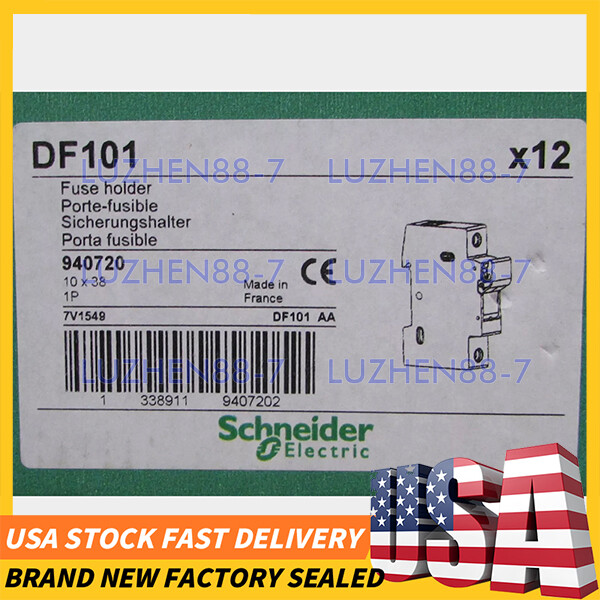 DF101
x12
LUZHEN88-7 LUZHEN88-7
Fuse holder
Porte-fusible
Sicherungshalter
Porta fusible
940720
LUZHEN88-7 LUZHEN88-7
10 x 38
1P
Made in
France
CE
7V1549
DF101 AA
LUZHEN88-7 LUZHEN88-7
1 338911 9407202
Schneider
Electric
USA
USA STOCK FAST DELIVERY
BRAND NEW FACTORY SEALED